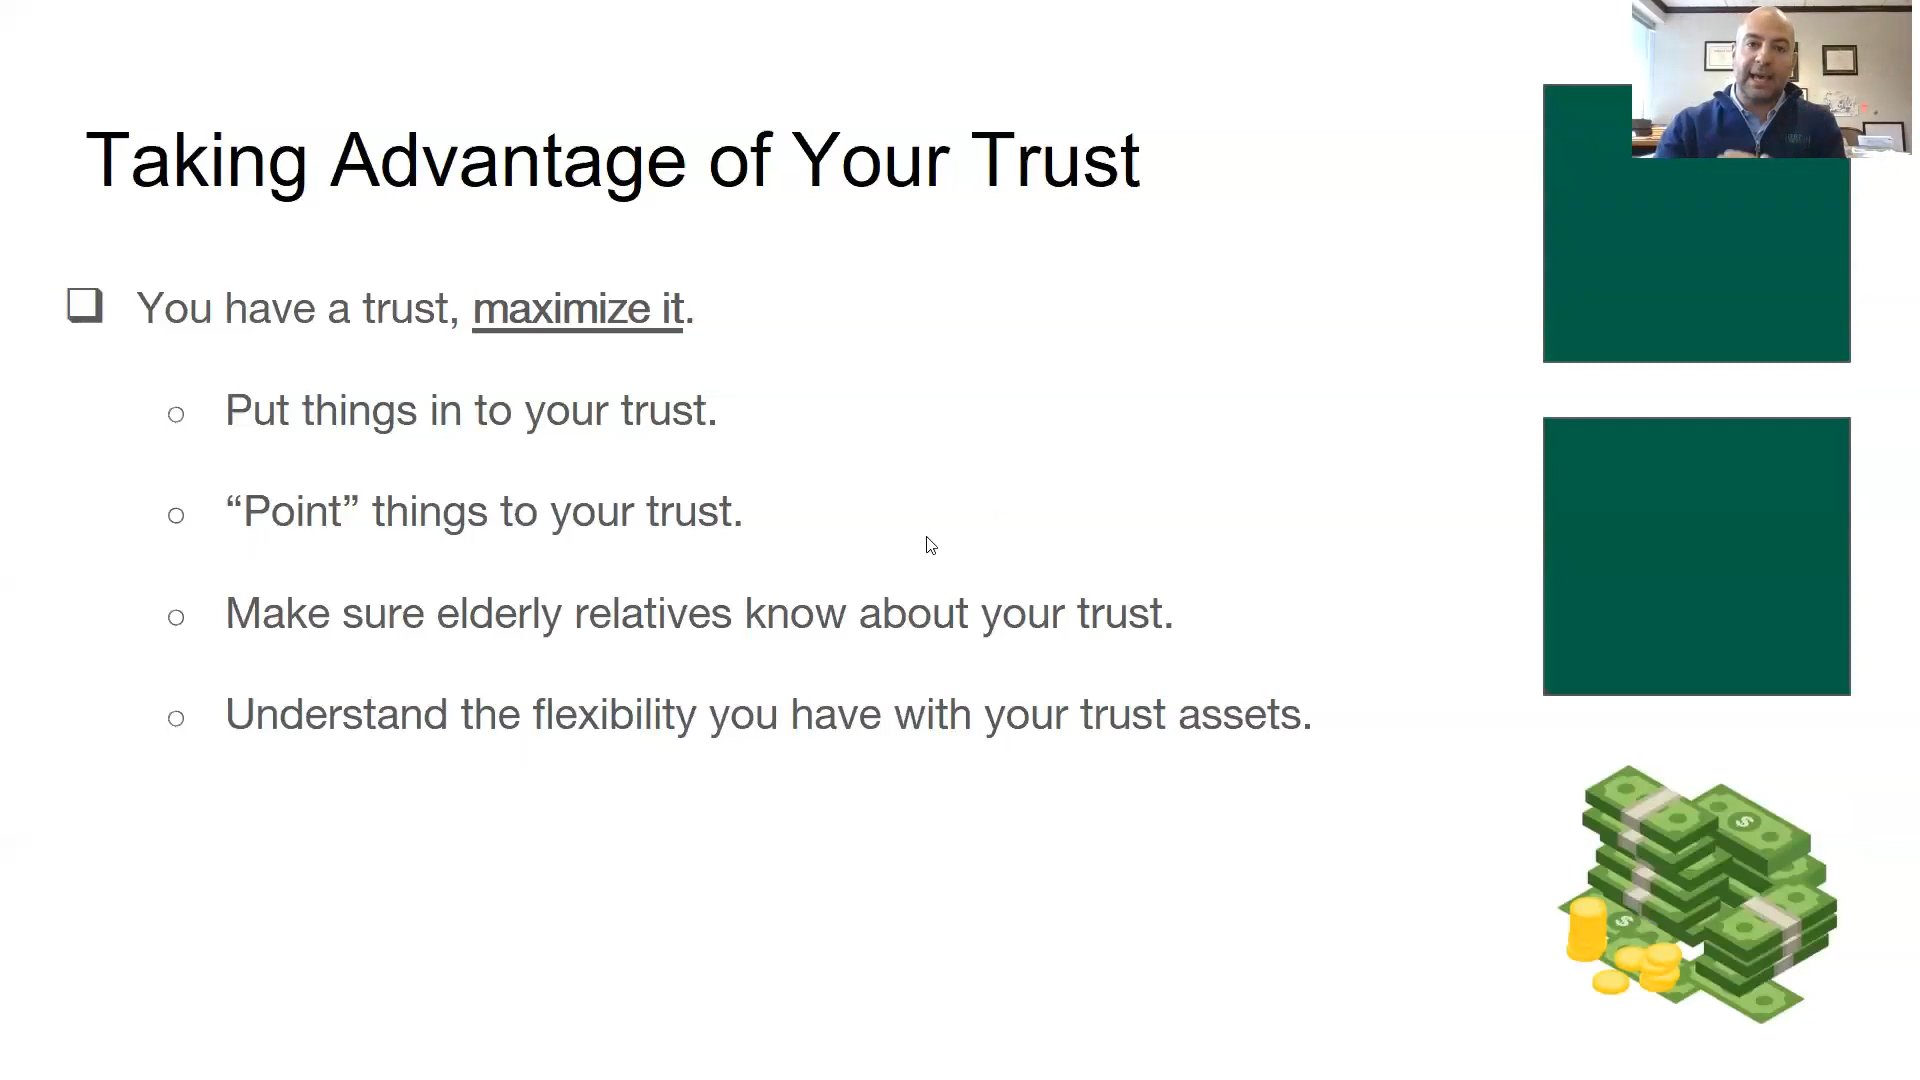 Taking Advantage of Your Trust
You have a trust, maximize it.
Put things in to your trust.
“Point” things to your trust.
Make sure elderly relatives know about your trust.
Understand the flexibility you have with your trust assets.
$
$